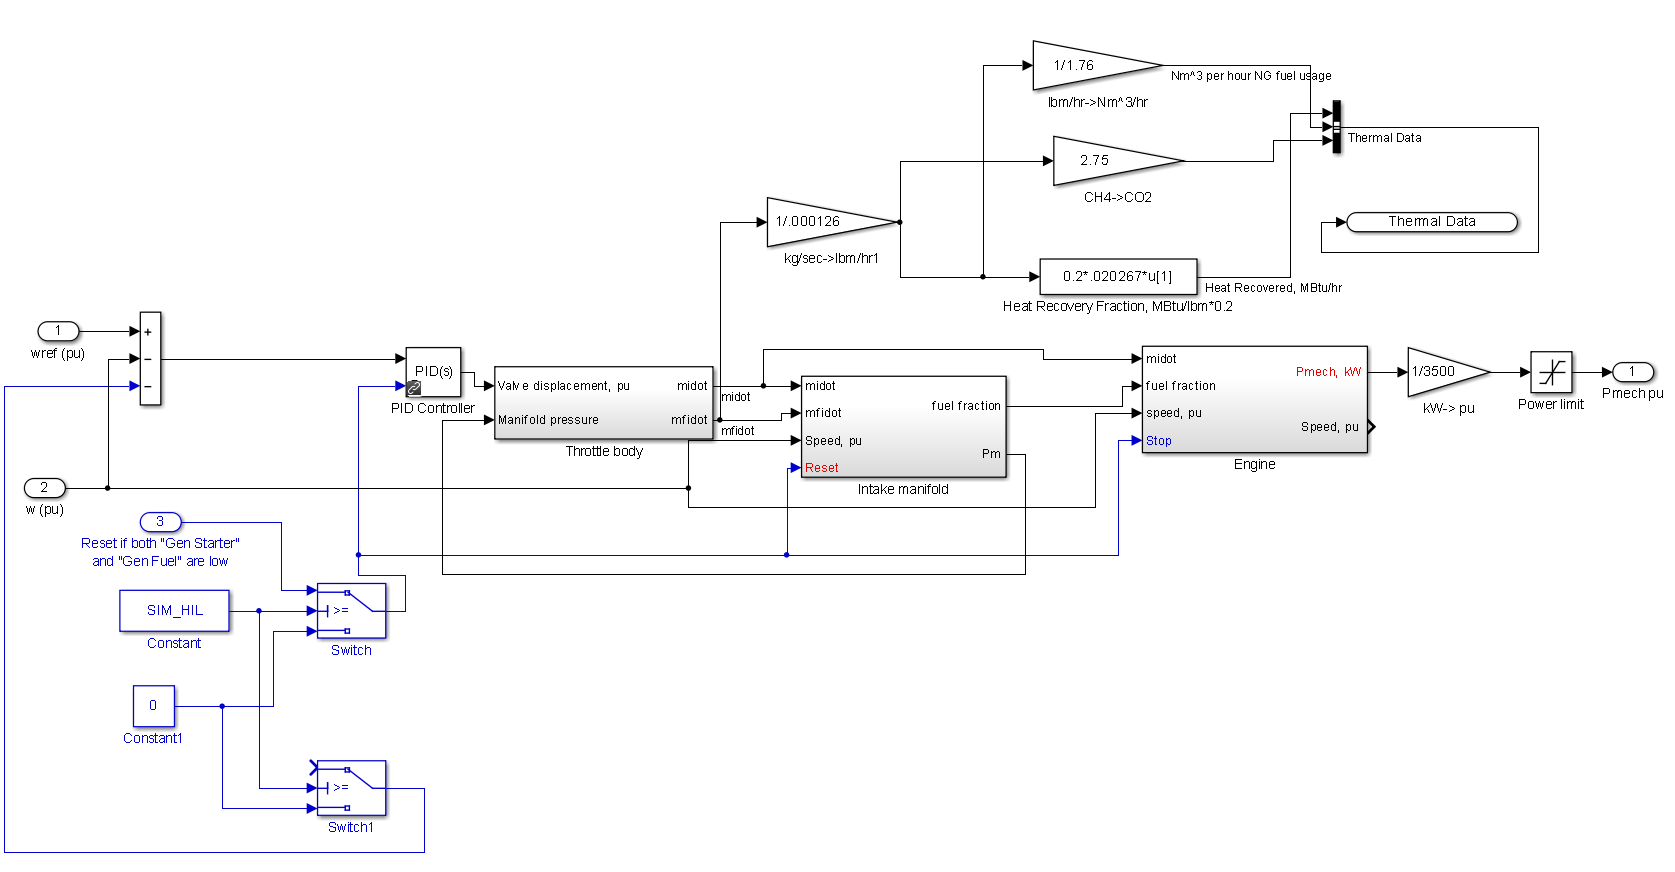 1/1.76
Nm^3 per hour NG fuel usage
lbm/hr->Nm^3/hr
Thermal Data
2.75
CH4->CO2
1/.000126
kg/sec->lbm/hr1
Thermal Data
0.2*.020267*u[1]
Heat Recovered, MBtu/hr
Heat Recovery Fraction, MBtu/lbm*0.2
1
wref (pu)
+
−
−
PID(s)
PID Controller
Valve displacement, pu
midot
Manifold pressure
mfidot
Throttle body
midot
mfidot
midot
mfidot
Speed, pu
Reset
fuel fraction
Pm
Intake manifold
midot
fuel fraction
speed, pu
Stop
Pmech, kW
Speed, pu
Engine
1/3500
kW-> pu
Power limit
1
Pmech pu
2
w (pu)
3
Reset if both "Gen Starter"
and "Gen Fuel" are low
SIM_HIL
Constant
>=
Switch
0
Constant1
>=
Switch1